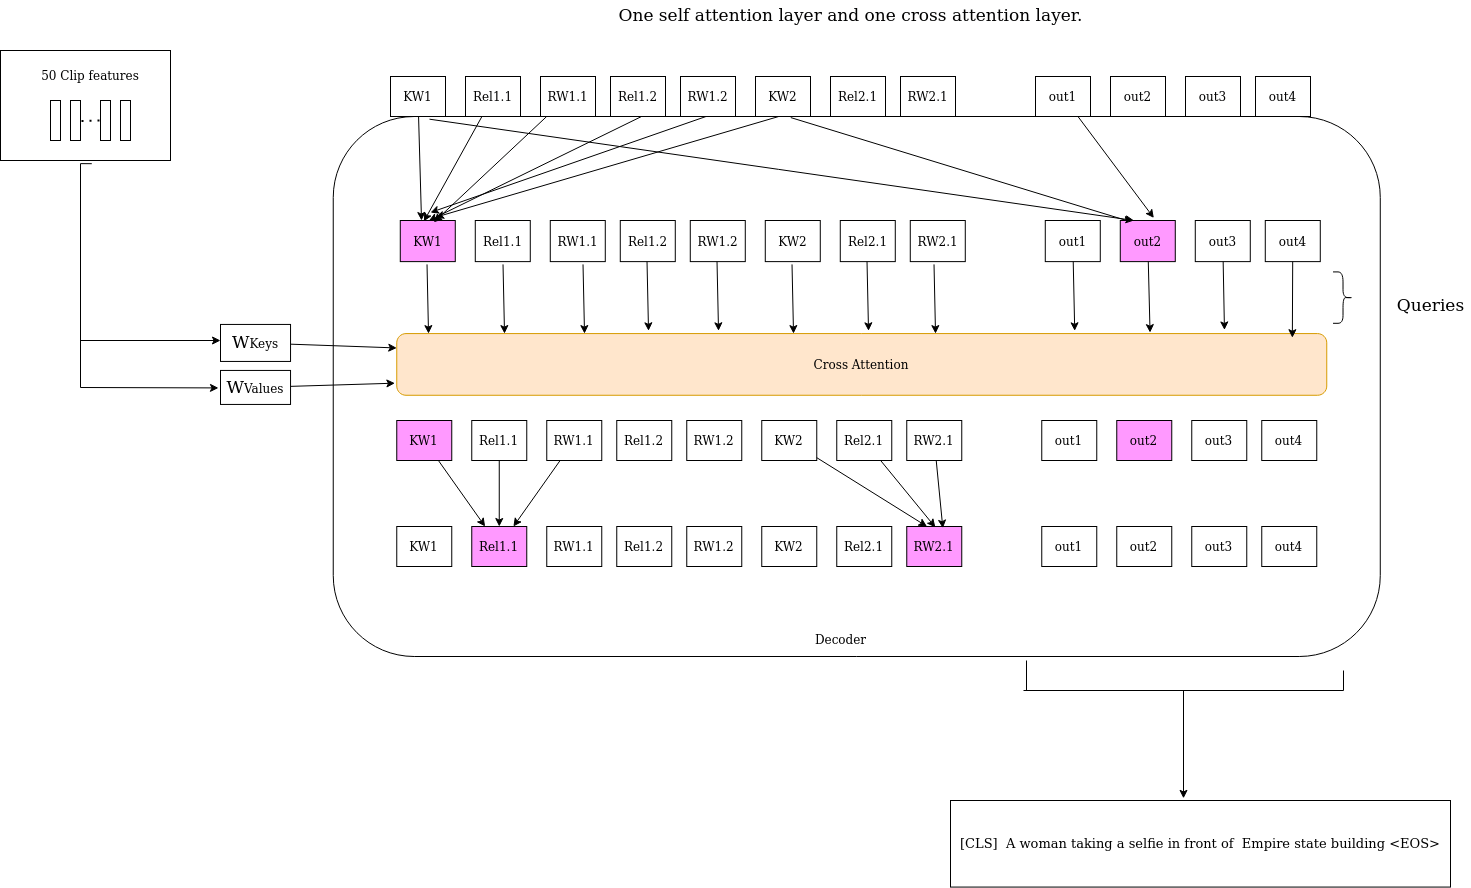 One self attention layer and one cross attention layer.
50 Clip features
. . .
KW1 Rel1.1 RW1.1 Rel1.2 RW1.2 KW2 Rel2.1 RW2.1 out1 out2 out3 out4
KW1 Rel1.1 RW1.1 Rel1.2 RW1.2 KW2 Rel2.1 RW2.1 out1 out2 out3 out4
Queries
WKeys
Cross Attention
WValues
KW1 Rel1.1 RW1.1 Rel1.2 RW1.2 KW2 Rel2.1 RW2.1 out1 out2 out3 out4
KW1 Rel1.1 RW1.1 Rel1.2 RW1.2 KW2 Rel2.1 RW2.1 out1 out2 out3 out4
Decoder
[CLS] A woman taking a selfie in front of Empire state building <EOS>